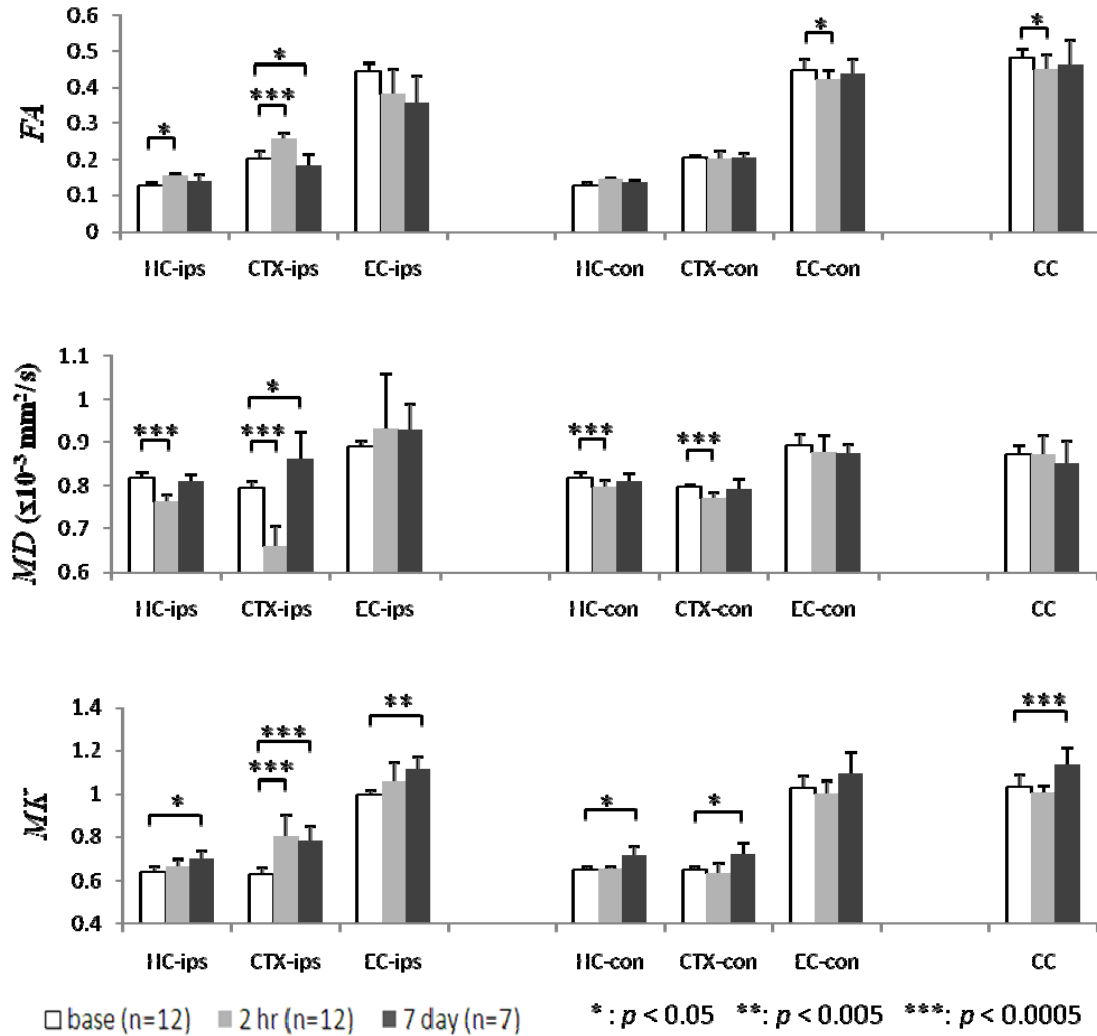 FA
0.6
0.5
0.4
0.3
0.2
0.1
0
* * *** * *
HC-ips CTX-ips EC-ips HC-con CTX-con EC-con CC
MD (x10⁻³ mm²/s)
1.1
1
0.9
0.8
0.7
0.6
*** * *** *** ***
HC-ips CTX-ips EC-ips HC-con CTX-con EC-con CC
MK
1.4
1.2
1
0.8
0.6
0.4
* *** *** ** * * ***
HC-ips CTX-ips EC-ips HC-con CTX-con EC-con CC
base (n=12) 2 hr (n=12) 7 day (n=7) *: p < 0.05 **: p < 0.005 ***: p < 0.0005